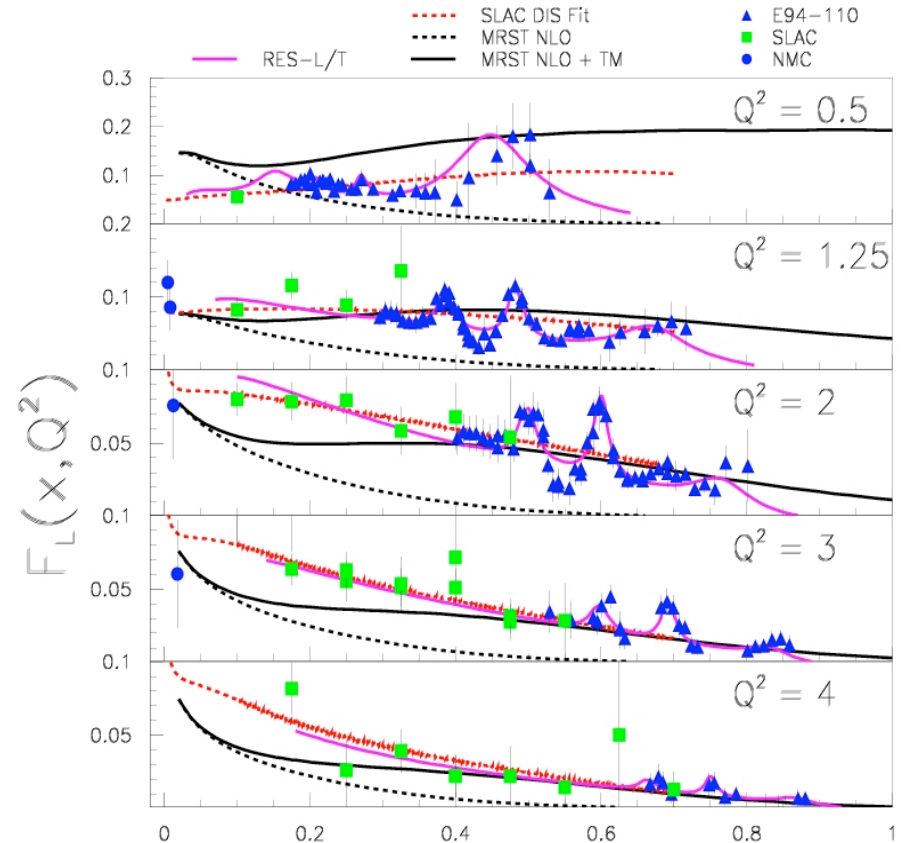 SLAC DIS Fit
E94-110
MRST NLO
SLAC
RES-L/T
MRST NLO + TM
NMC
0.3
Q² = 0.5
0.2
0.1
0.2
Q² = 1.25
0.1
0.1
Q² = 2
0.05
0.1
Q² = 3
0.05
0.1
Q² = 4
0.05
F_L(x,Q²)
0 0.2 0.4 0.6 0.8 1